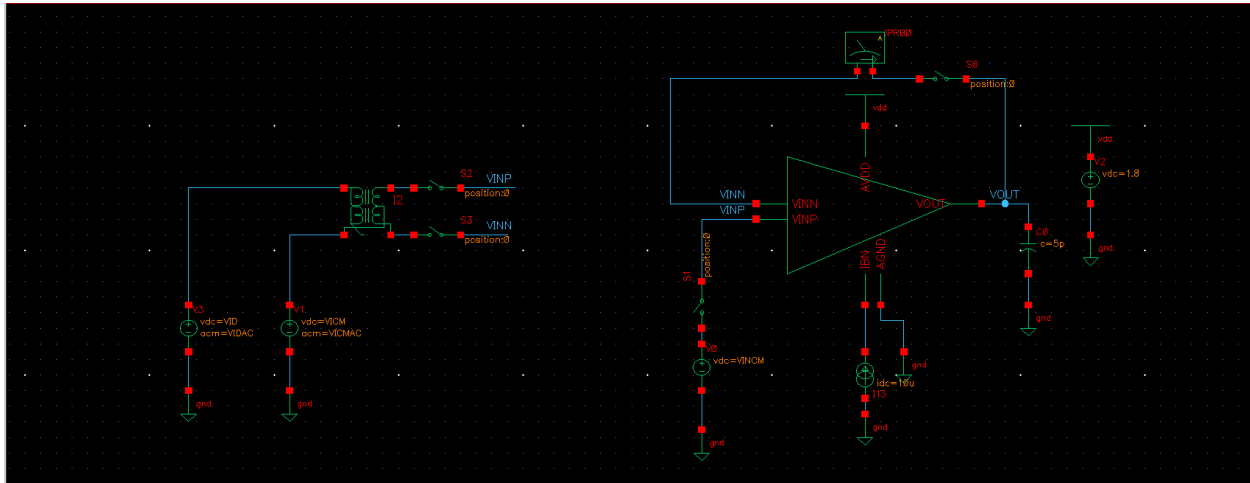 IPRB0
A
S0
position:0
vdd
S2
VINP
position:0
I2
S3
VINN
position:0
V3
vdc=VID
acm=VIDAC
gnd
V1
vdc=VICM
acm=VICMAC
gnd
VINN
VINP
VINN
VINP
AVDD
VOUT
IBN
AGND
VOUT
S1
position:0
V0
vdc=VINCM
gnd
idc=10u
I13
gnd
gnd
C0
c=5p
gnd
vdd
V2
vdc=1.8
gnd